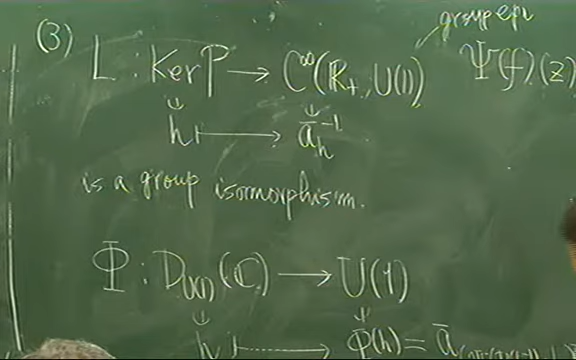 group epi
(3) L : Ker P → C^∞(ℝ₊, U(1)) Ψ(f)(z)
h ↦ ā_h^{-1}
is a group isomorphism.
Φ : D_{U(1)}(ℂ) → U(1)
h ↦ Φ(h) = ā